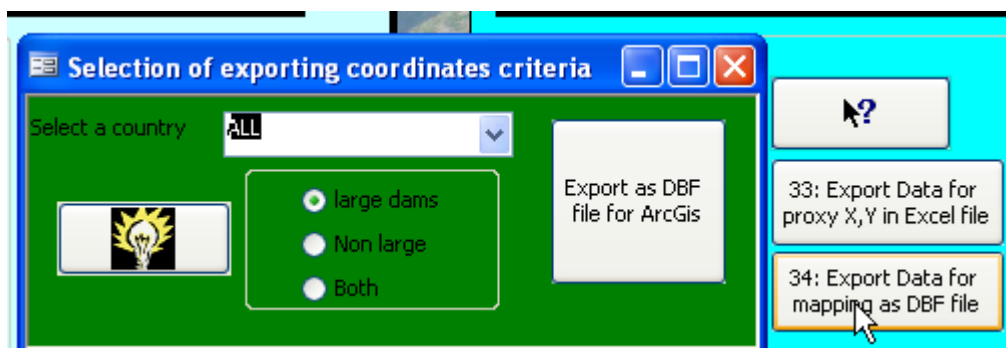 Selection of exporting coordinates criteria
Select a country
ALL
large dams
Non large
Both
Export as DBF
file for ArcGis
?
33: Export Data for
proxy X,Y in Excel file
34: Export Data for
mapping as DBF file